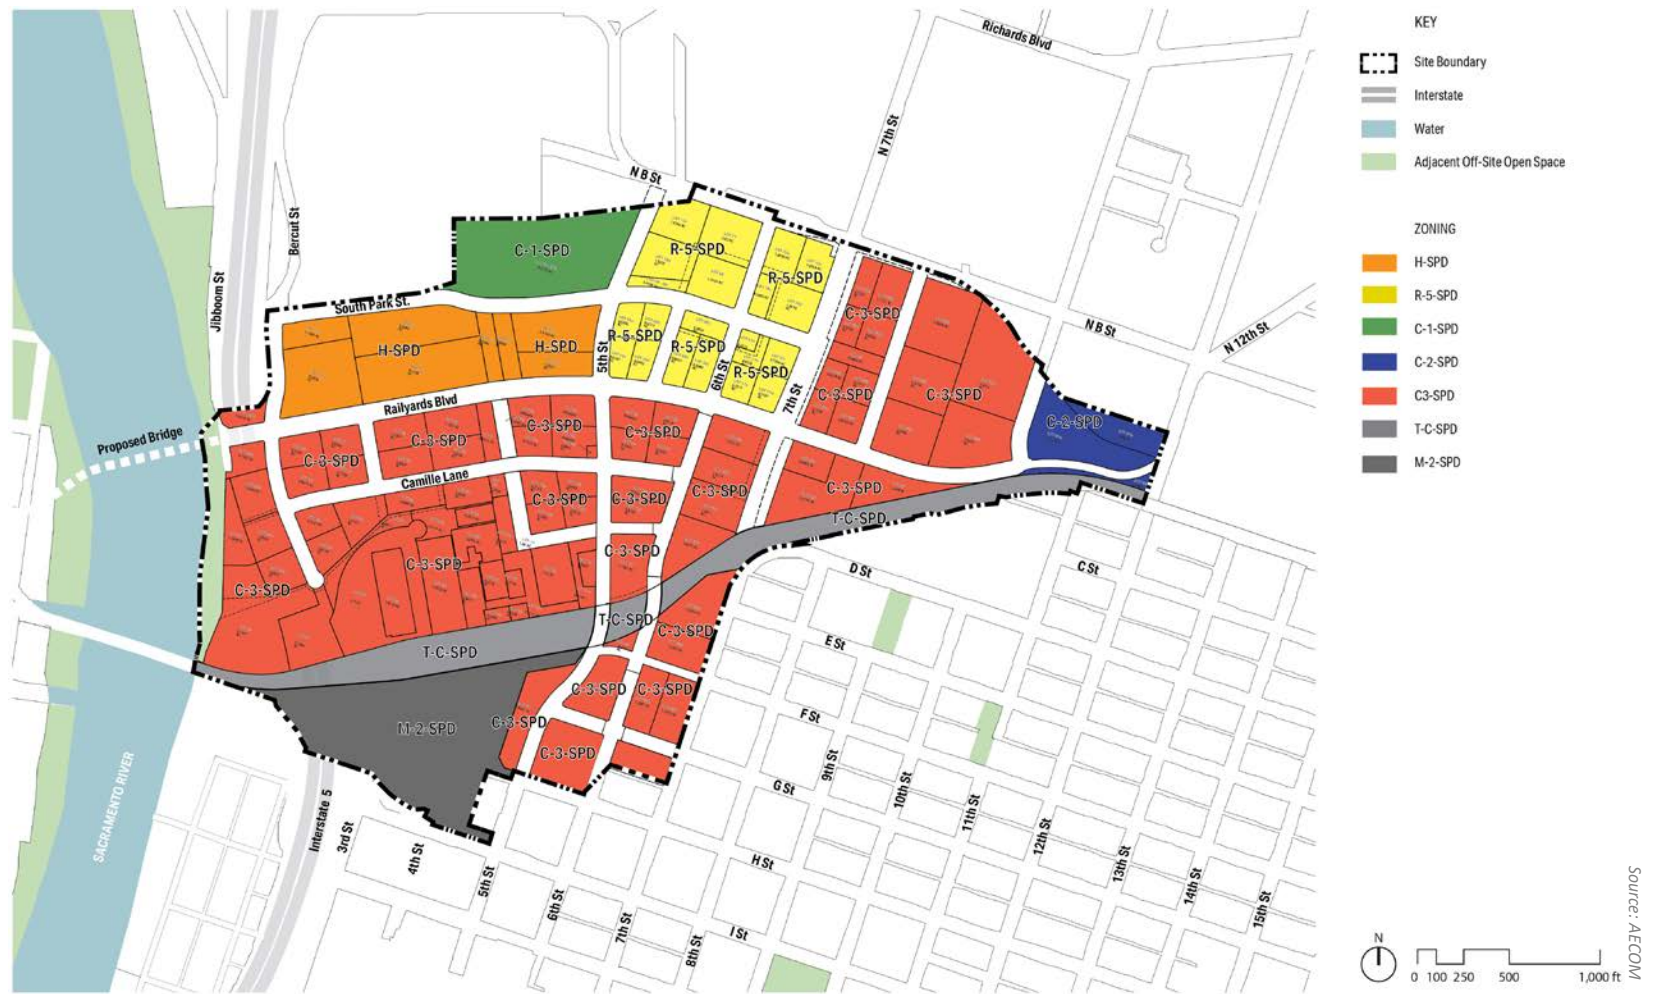 Richards Blvd
N 7th St
N B St
Bercut St
Jibboom St
South Park St.
C-1-SPD
R-5-SPD
R-5-SPD
C-3-SPD
N B St
N 12th St
H-SPD
H-SPD
5th St
R-5-SPD
R-5-SPD
6th St
R-5-SPD
7th St
C-3-SPD
C-3-SPD
C-2-SPD
Railyards Blvd
Proposed Bridge
C-3-SPD
C-3-SPD
C-3-SPD
C-3-SPD
Camille Lane
C-3-SPD
C-3-SPD
C-3-SPD
C-3-SPD
T-C-SPD
C-3-SPD
C-3-SPD
C-3-SPD
D St
C St
T-C-SPD
C-3-SPD
E St
T-C-SPD
C-3-SPD
C-3-SPD
M-2-SPD
C-3-SPD
C-3-SPD
F St
G St
H St
I St
SACRAMENTO RIVER
Interstate 5
3rd St
4th St
5th St
6th St
7th St
8th St
9th St
10th St
11th St
12th St
13th St
14th St
15th St
KEY
Site Boundary
Interstate
Water
Adjacent Off-Site Open Space
ZONING
H-SPD
R-5-SPD
C-1-SPD
C-2-SPD
C3-SPD
T-C-SPD
M-2-SPD
N
0 100 250 500 1,000 ft
Source: AECOM